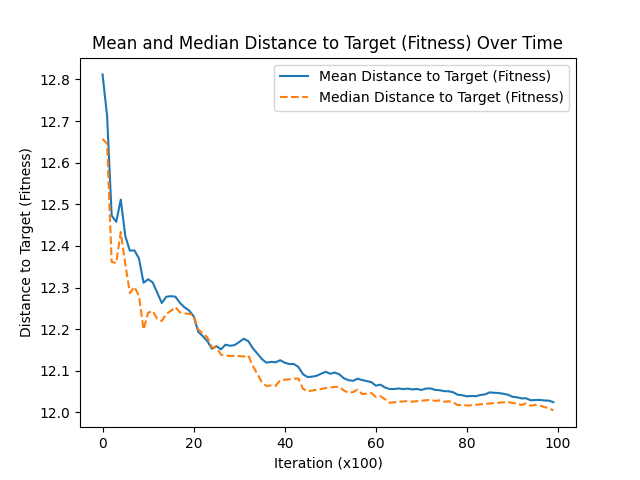 Mean and Median Distance to Target (Fitness) Over Time
Mean Distance to Target (Fitness)
Median Distance to Target (Fitness)
Distance to Target (Fitness)
12.8
12.7
12.6
12.5
12.4
12.3
12.2
12.1
12.0
0 20 40 60 80 100
Iteration (x100)